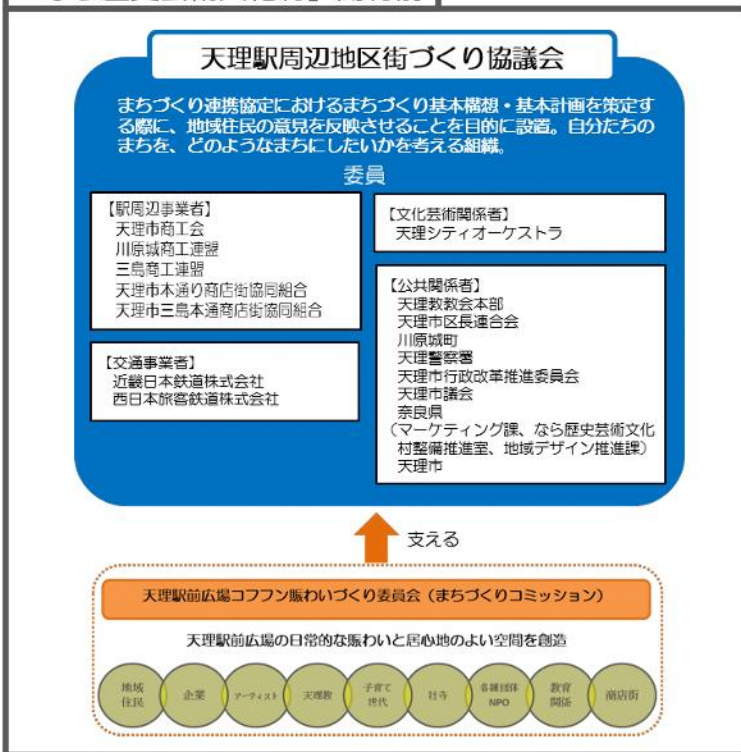 天理駅周辺地区街づくり協議会
まちづくり連携協定におけるまちづくり基本構想・基本計画を策定す
る際に、地域住民の意見を反映させることを目的に設置。自分たちの
まちを、どのようなまちにしたいかを考える組織。
委員
【駅周辺事業者】
天理市商工会
川原城商工連盟
三島商工連盟
天理市本通り商店街協同組合
天理市三島本通商店街協同組合
【交通事業者】
近畿日本鉄道株式会社
西日本旅客鉄道株式会社
【文化芸術関係者】
天理シティオーケストラ
【公共関係者】
天理教教会本部
天理市区長連合会
川原城町
天理警察署
天理市行政改革推進委員会
天理市議会
奈良県
(マーケティング課、なら歴史芸術文化
村整備推進室、地域デザイン推進課)
天理市
支える
天理駅前広場コフフン賑わいづくり委員会（まちづくりコミッション）
天理駅前広場の日常的な賑わいと居心地のよい空間を創造
地域
住民
企業
アーティスト
天理教
子育て
世代
社寺
各種団体
NPO
教育
関係
商店街